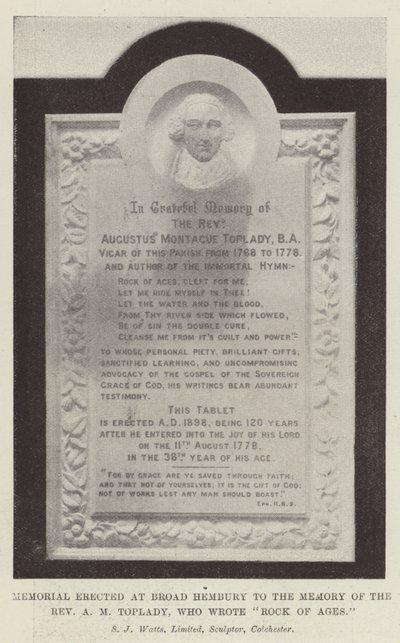 In Grateful Memory of
THE REV.D
AUGUSTUS MONTAGUE TOPLADY, B.A.
VICAR OF THIS PARISH FROM 1768 TO 1778.
AND AUTHOR OF THE IMMORTAL HYMN:-
ROCK OF AGES, CLEFT FOR ME,
LET ME HIDE MYSELF IN THEE!
LET THE WATER AND THE BLOOD,
FROM THY RIVEN SIDE WHICH FLOWED,
BE OF SIN THE DOUBLE CURE,
CLEANSE ME FROM IT'S GUILT AND POWER"-
TO WHOSE PERSONAL PIETY, BRILLIANT GIFTS,
SANCTIFIED LEARNING, AND UNCOMPROMISING
ADVOCACY OF THE GOSPEL OF THE SOVEREIGN
GRACE OF GOD, HIS WRITINGS BEAR ABUNDANT
TESTIMONY.
THIS TABLET
IS ERECTED A.D. 1898, BEING 120 YEARS
AFTER HE ENTERED INTO THE JOY OF HIS LORD
ON THE 11TH AUGUST 1778,
IN THE 38TH YEAR OF HIS AGE.
"FOR BY GRACE ARE YE SAVED THROUGH FAITH;
AND THAT NOT OF YOURSELVES; IT IS THE GIFT OF GOD:
NOT OF WORKS LEST ANY MAN SHOULD BOAST."
EPH. II. 8. 9.
MEMORIAL ERECTED AT BROAD HEMBURY TO THE MEMORY OF THE
REV. A. M. TOPLADY, WHO WROTE "ROCK OF AGES."
S. J. Watts, Limited, Sculptor, Colchester.